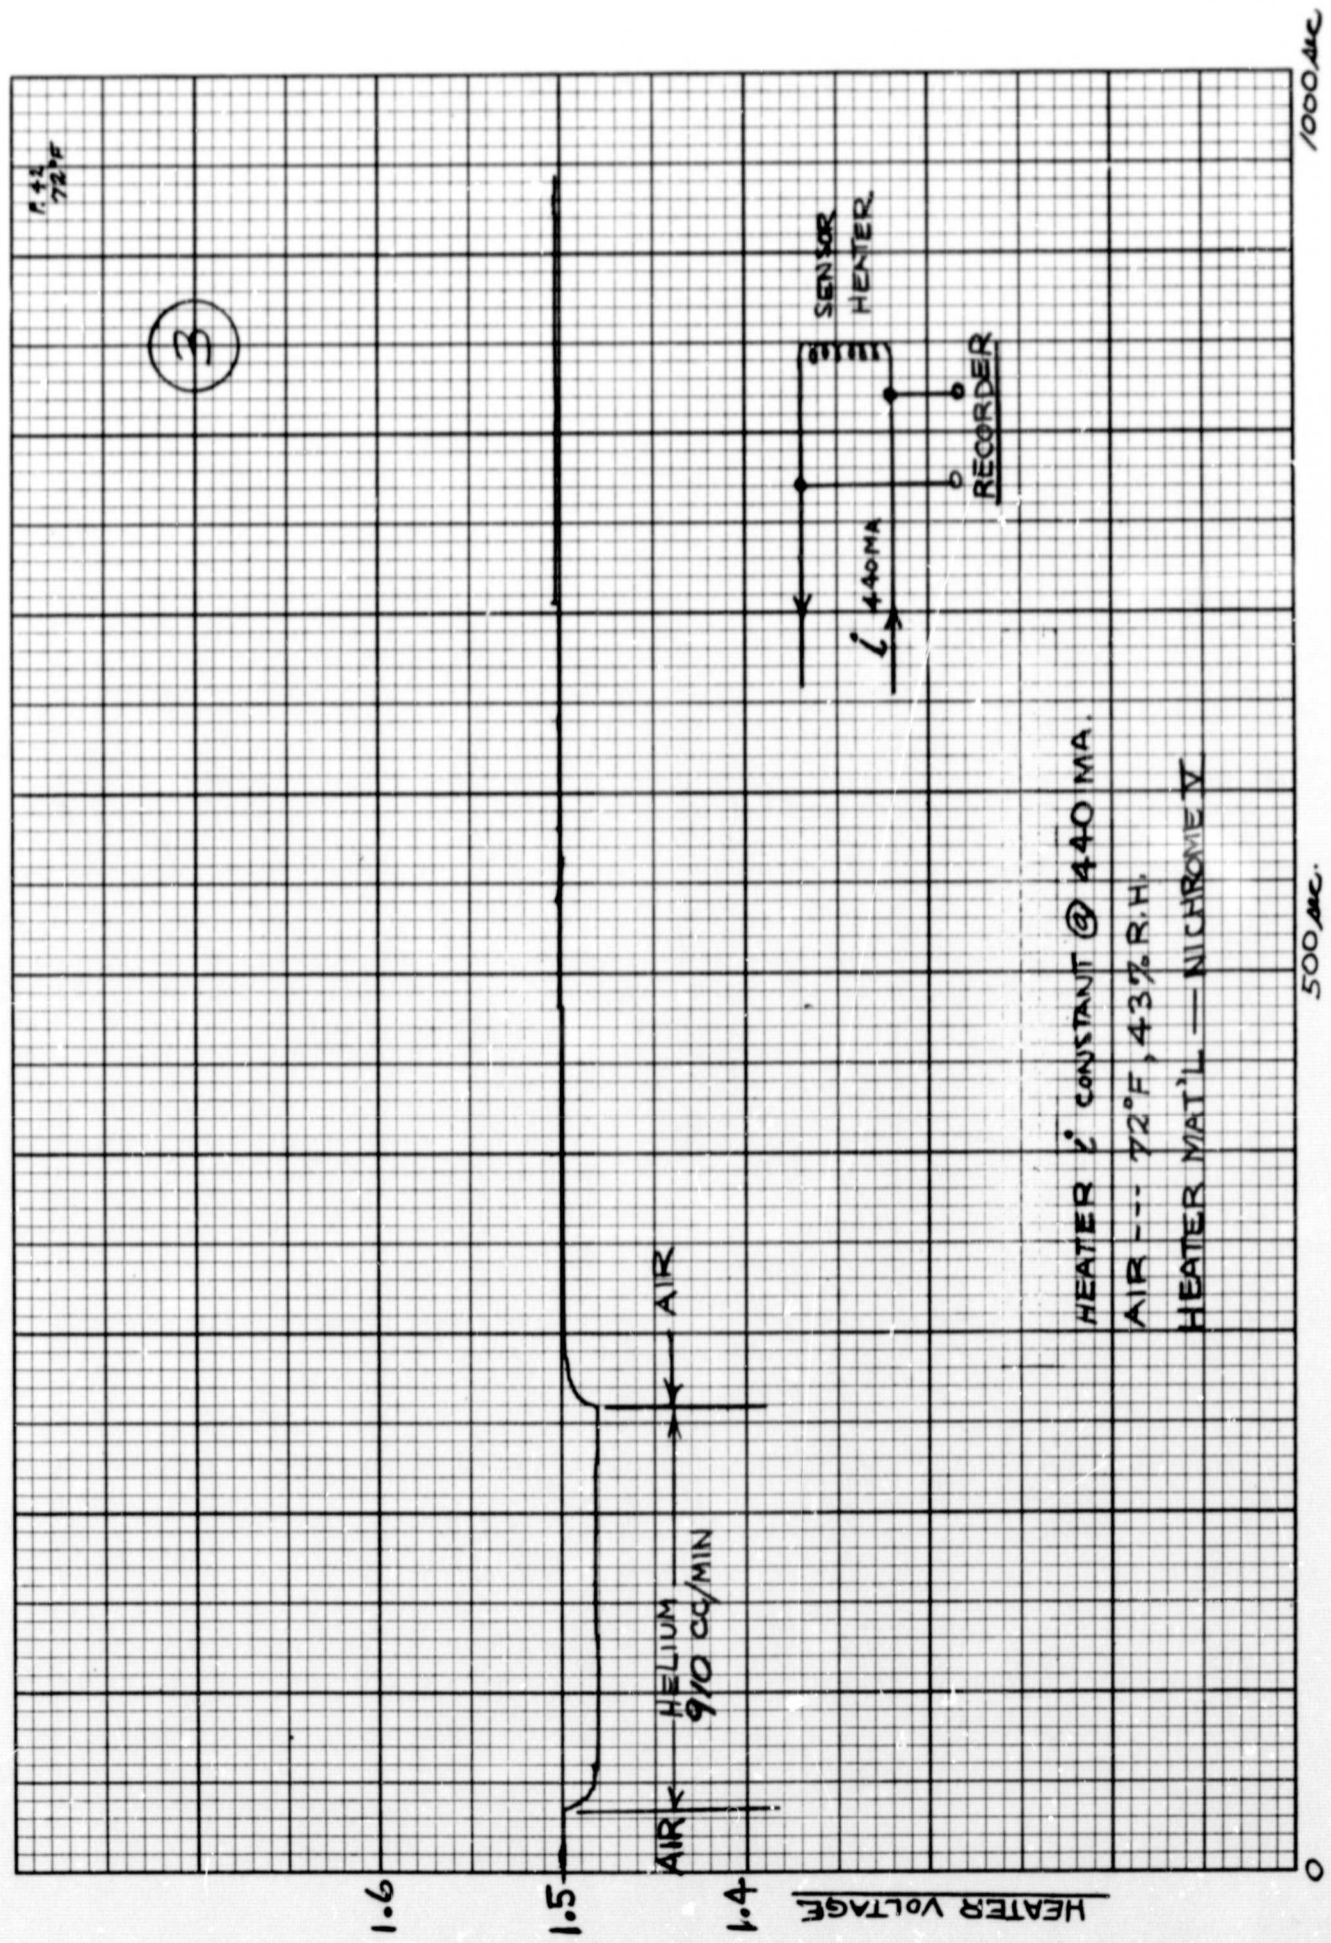 72°F
3
1.6
1.5
1.4
HEATER VOLTAGE
AIR
HELIUM
910 CC/MIN
AIR
SENSOR
HEATER
i 440MA
RECORDER
HEATER i CONSTANT @ 440 MA.
AIR --- 72°F, 43% R.H.
HEATER MAT'L — NICHROME V
0
500 sec.
1000 sec